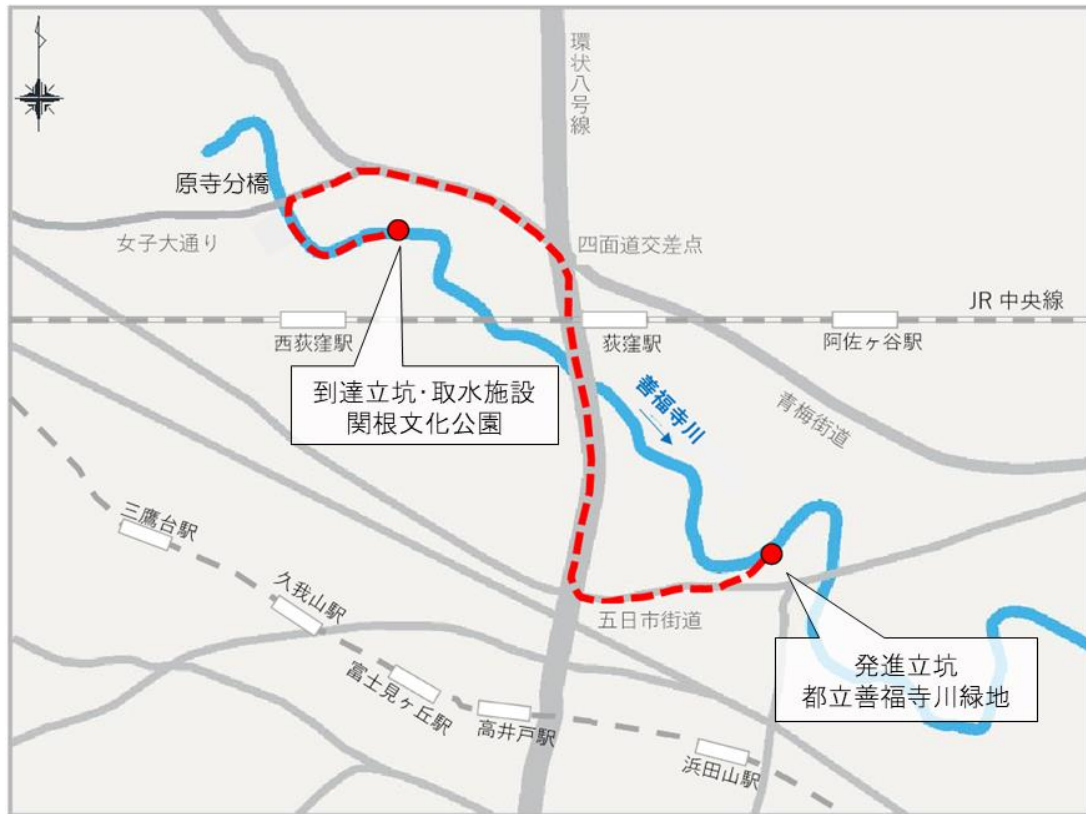 環状八号線
原寺分橋
女子大通り
四面道交差点
JR 中央線
西荻窪駅
荻窪駅
阿佐ヶ谷駅
到達立坑・取水施設
関根文化公園
善福寺川
青梅街道
三鷹台駅
久我山駅
五日市街道
富士見ヶ丘駅
高井戸駅
発進立坑
都立善福寺川緑地
浜田山駅